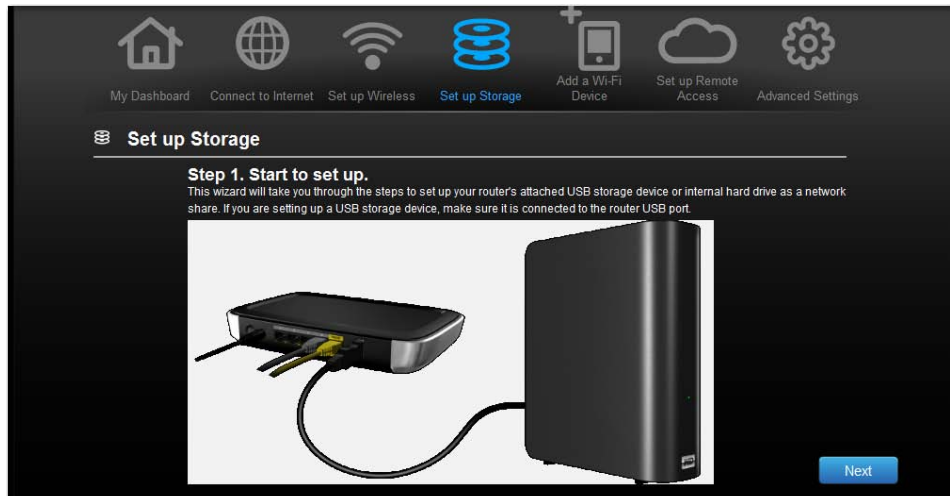 My Dashboard
Connect to Internet
Set up Wireless
Set up Storage
Add a Wi-Fi
Device
Set up Remote
Access
Advanced Settings
Set up Storage
Step 1. Start to set up.
This wizard will take you through the steps to set up your router's attached USB storage device or internal hard drive as a network
share. If you are setting up a USB storage device, make sure it is connected to the router USB port.
Next